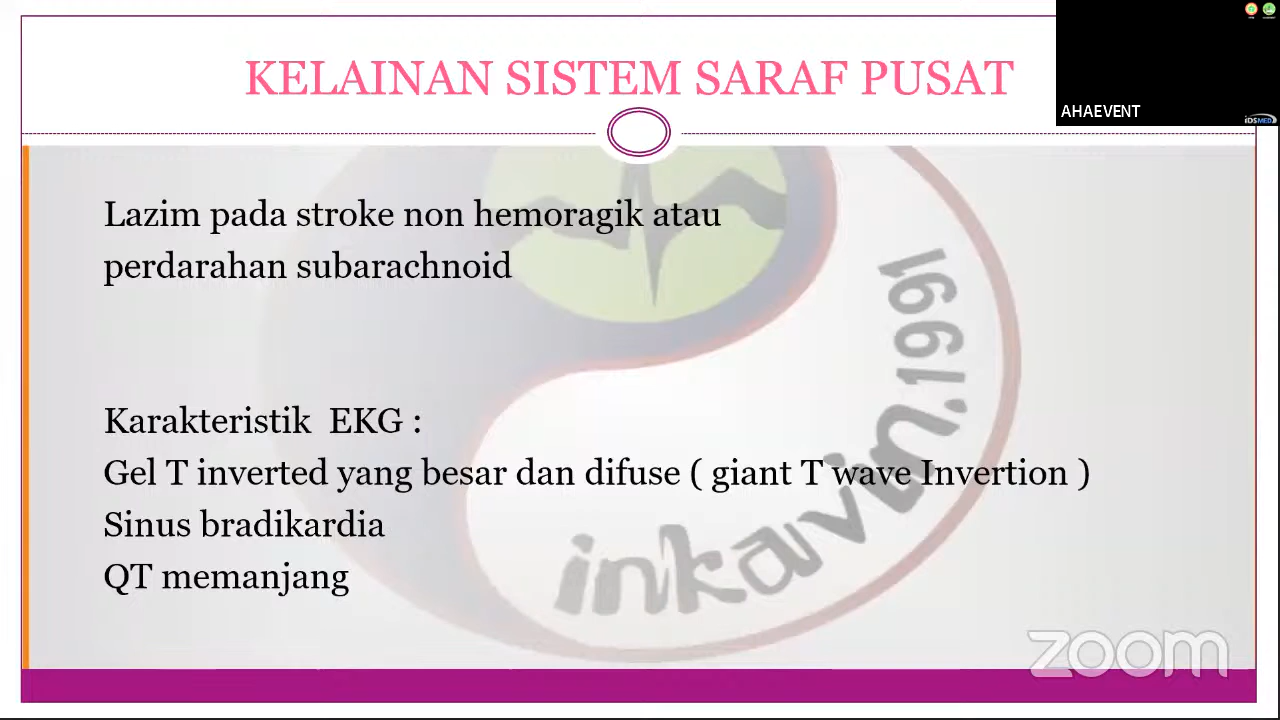 KELAINAN SISTEM SARAF PUSAT
AHAEVENT
iDSMED
Lazim pada stroke non hemoragik atau
perdarahan subarachnoid
Karakteristik EKG :
Gel T inverted yang besar dan difuse ( giant T wave Invertion )
Sinus bradikardia
QT memanjang
inkavin.1991
zoom